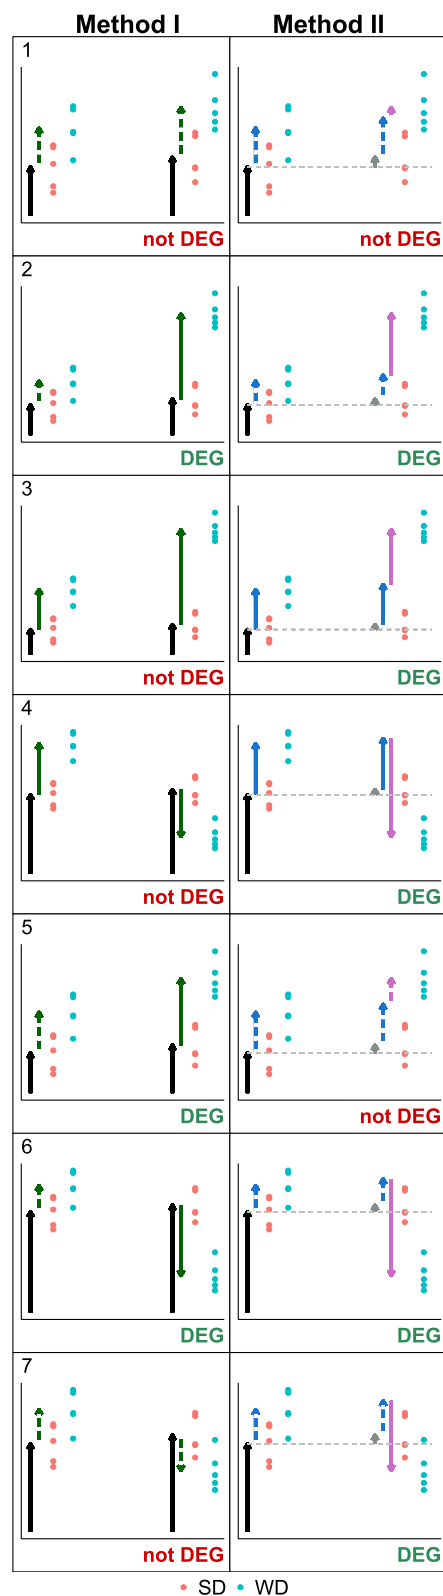 Method I Method II
1
not DEG not DEG
2
DEG DEG
3
not DEG DEG
4
not DEG DEG
5
DEG not DEG
6
DEG DEG
7
not DEG DEG
SD WD